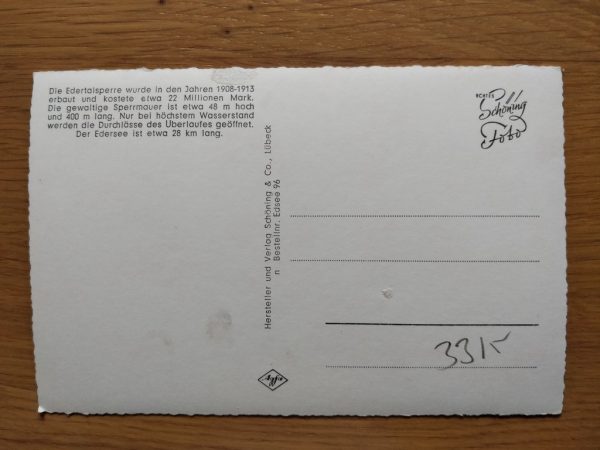 Die Edertalsperre wurde in den Jahren 1908-1913
erbaut und kostete etwa 22 Millionen Mark.
Die gewaltige Sperrmauer ist etwa 48 m hoch
und 400 m lang. Nur bei höchstem Wasserstand
werden die Durchlässe des Überlaufes geöffnet.
Der Edersee ist etwa 28 km lang.
Hersteller und Verlag Schöning & Co., Lübeck
n Bestellnr. Edsee 96
ECHTES
Schöning
Foto
Agfa